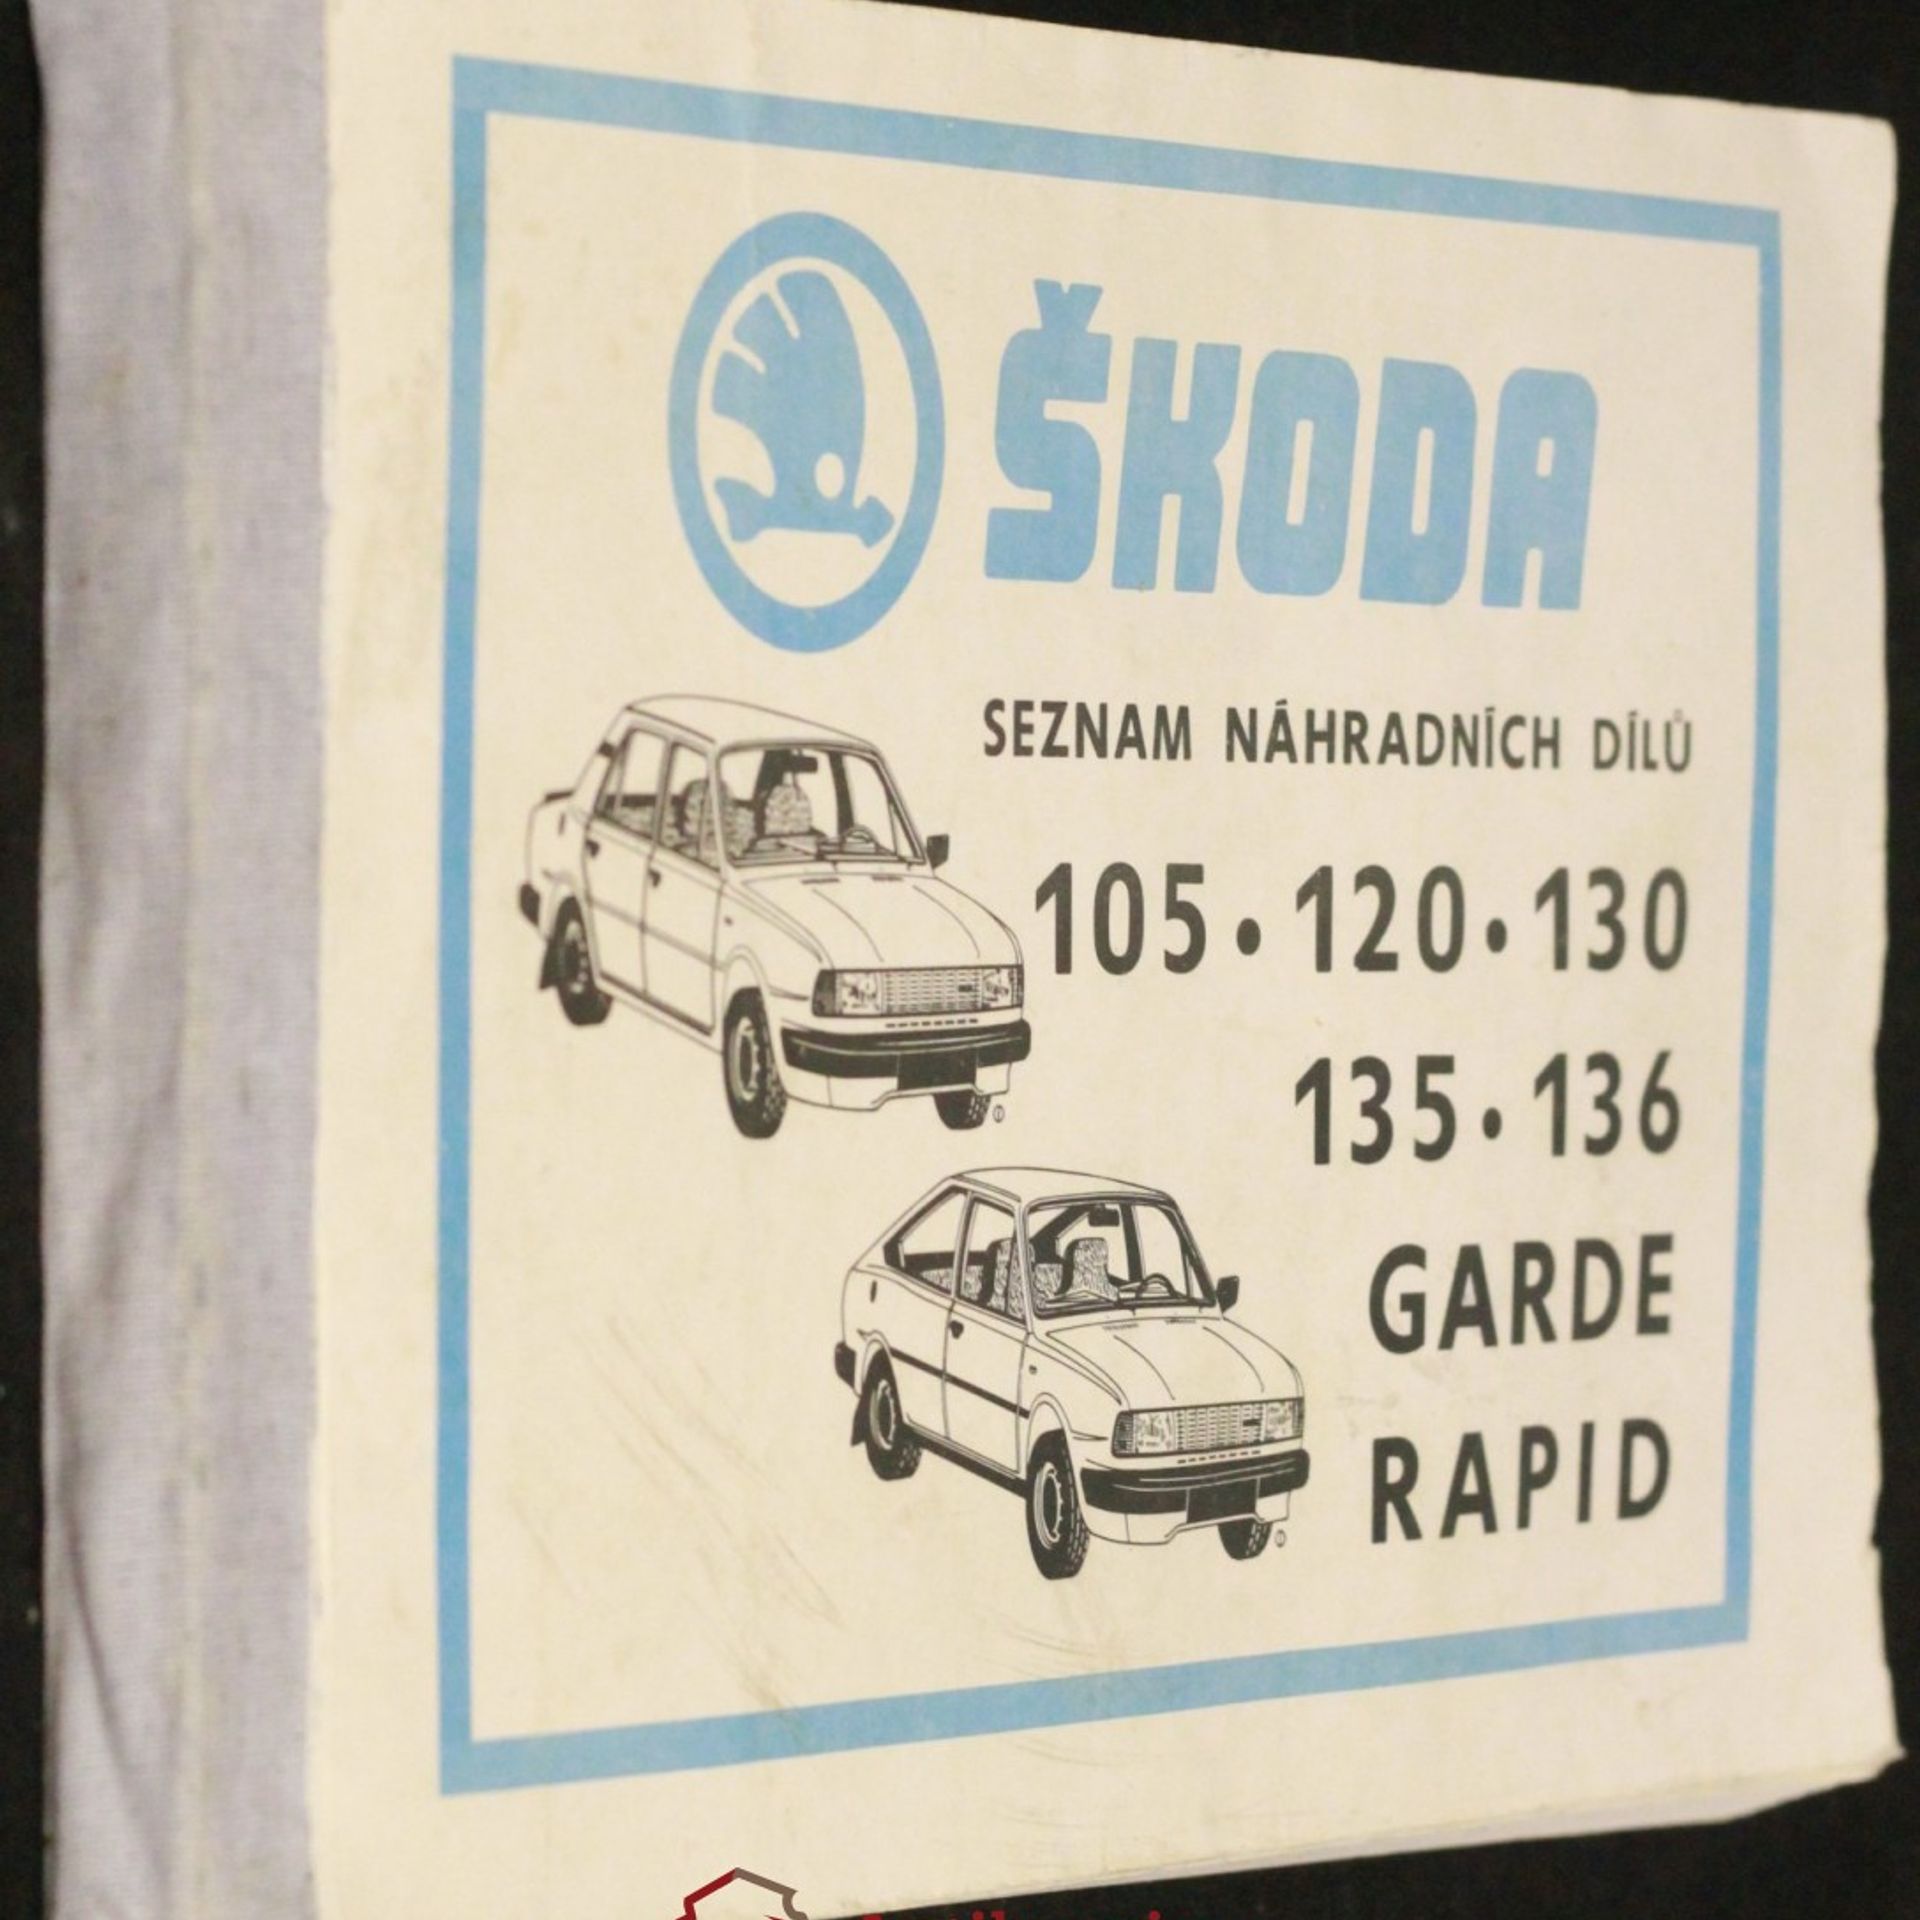 ŠKODA
SEZNAM NÁHRADNÍCH DÍLŮ
105 • 120 • 130
135 • 136
GARDE
RAPID